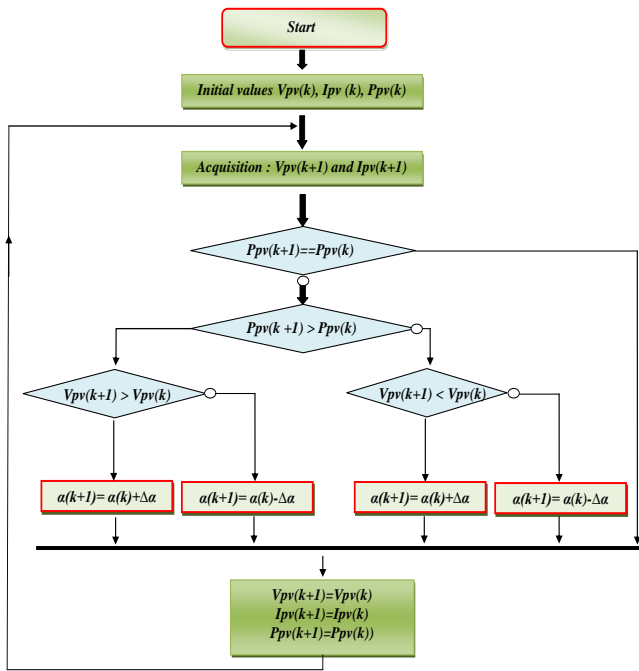 Start
Initial values Vpv(k), Ipv (k), Ppv(k)
Acquisition : Vpv(k+1) and Ipv(k+1)
Ppv(k+1)==Ppv(k)
Ppv(k +1) > Ppv(k)
Vpv(k+1) > Vpv(k)
Vpv(k+1) < Vpv(k)
α(k+1)= α(k)+Δα
α(k+1)= α(k)-Δα
α(k+1)= α(k)+Δα
α(k+1)= α(k)-Δα
Vpv(k+1)=Vpv(k)
Ipv(k+1)=Ipv(k)
Ppv(k+1)=Ppv(k))